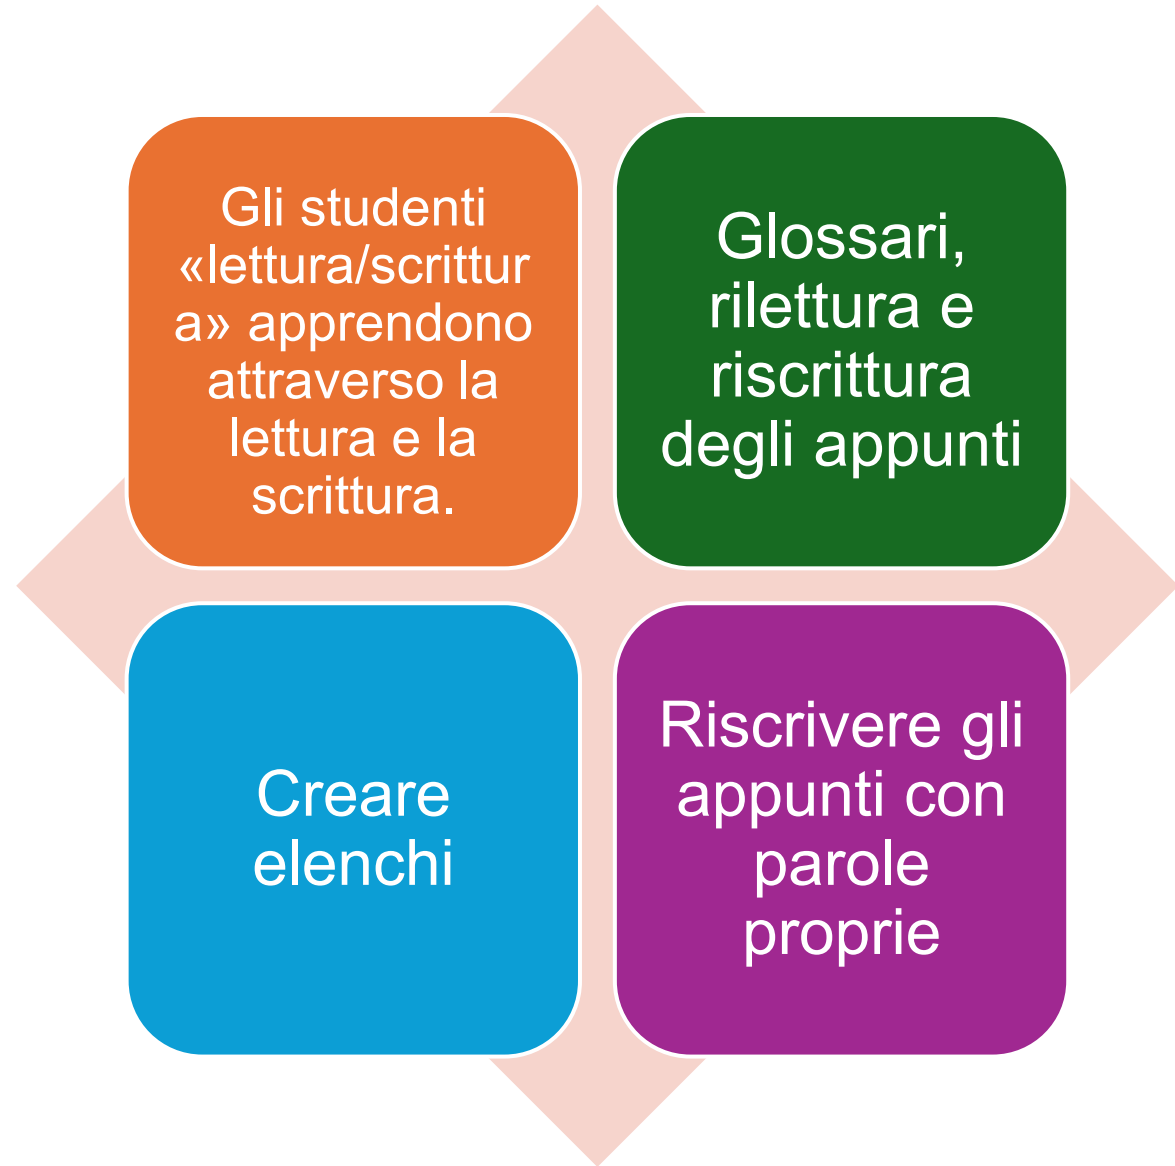 Gli studenti
«lettura/scrittur
a» apprendono
attraverso la
lettura e la
scrittura.
Glossari,
rilettura e
riscrittura
degli appunti
Creare
elenchi
Riscrivere gli
appunti con
parole
proprie